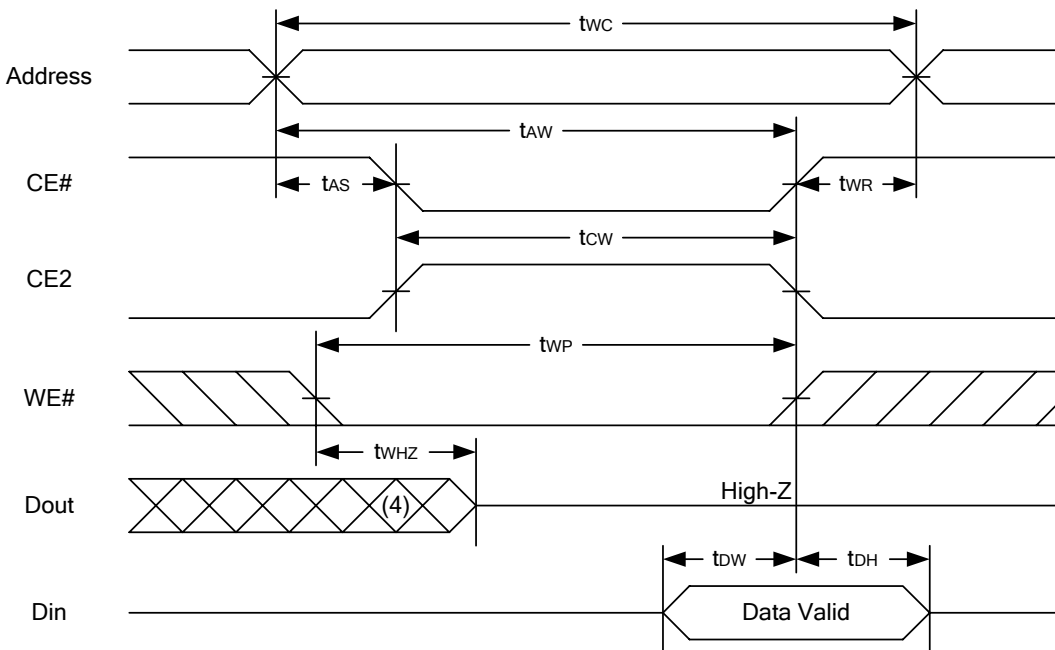 tWC
Address
tAW
CE#
tAS
tWR
tCW
CE2
tWP
WE#
tWHZ
Dout
(4)
High-Z
tDW
tDH
Din
Data Valid